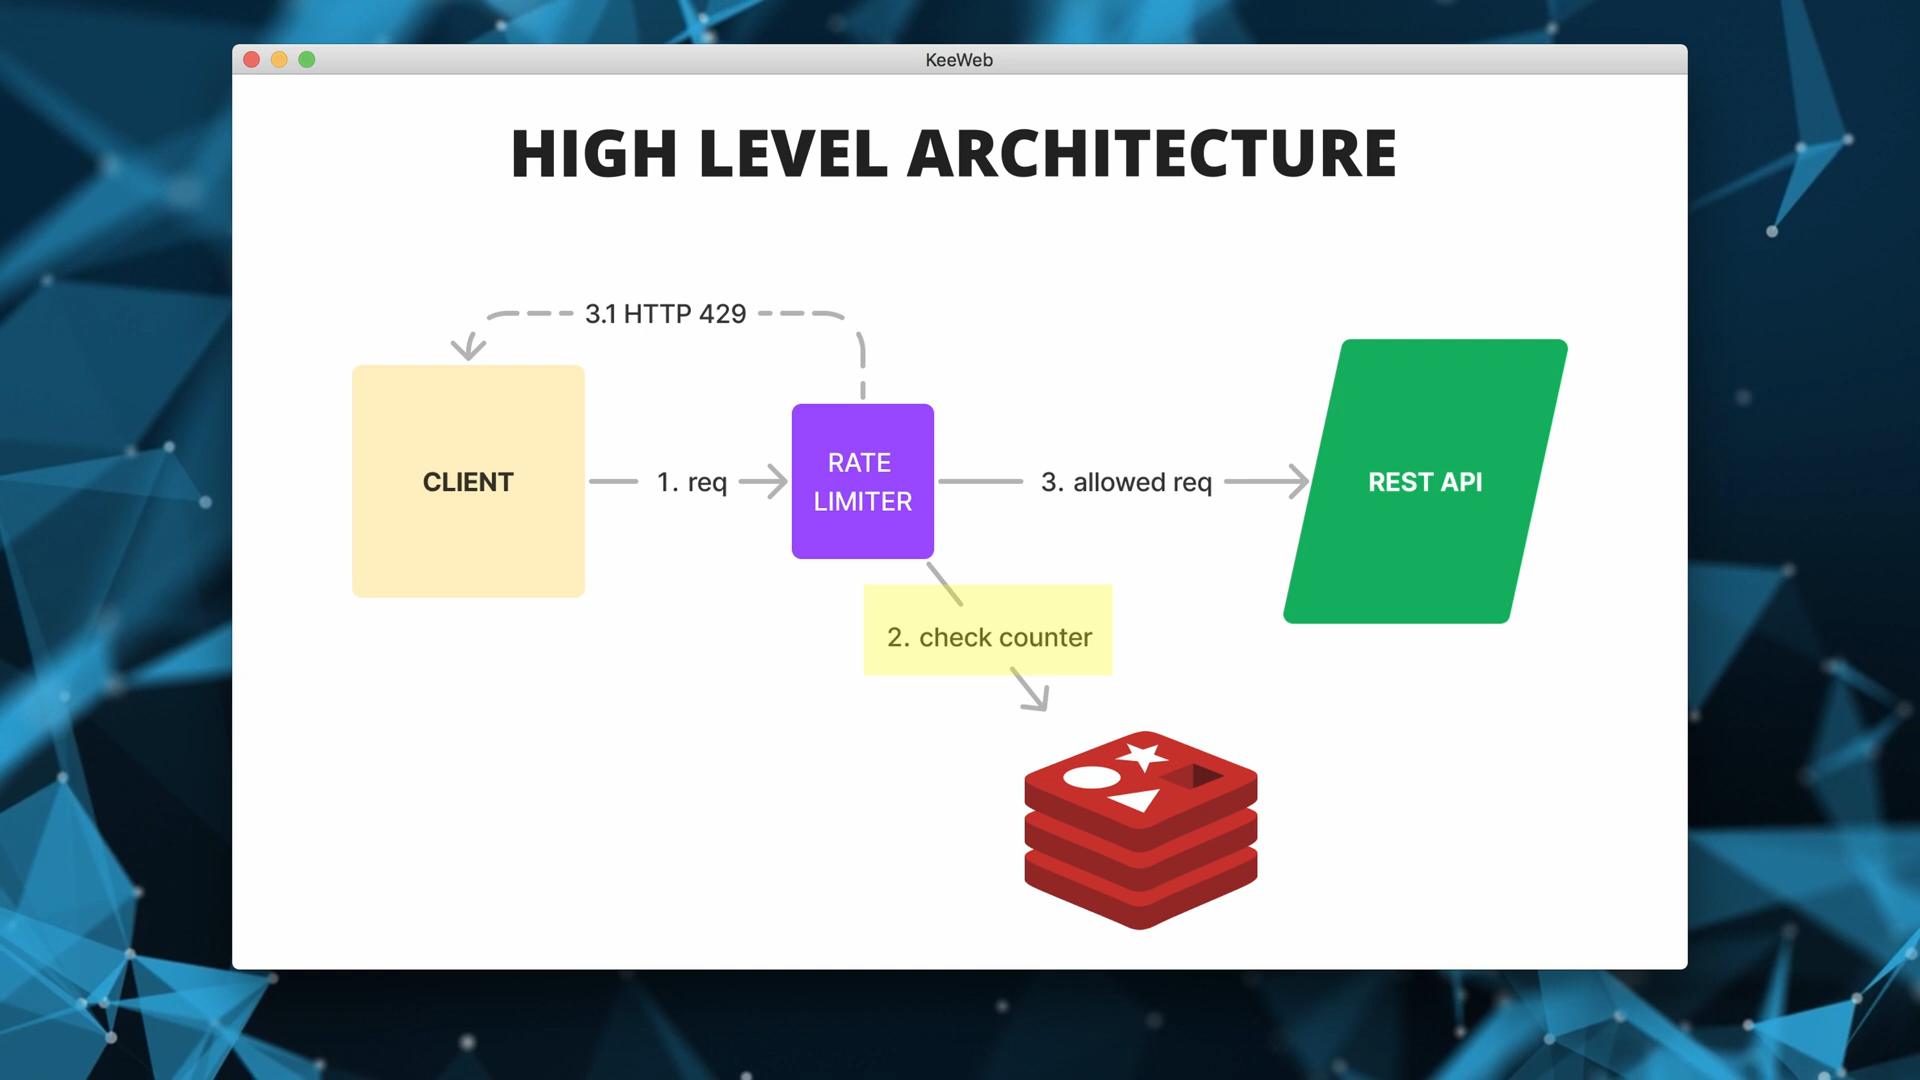 KeeWeb
HIGH LEVEL ARCHITECTURE
3.1 HTTP 429
CLIENT
1. req
RATE
LIMITER
3. allowed req
REST API
2. check counter